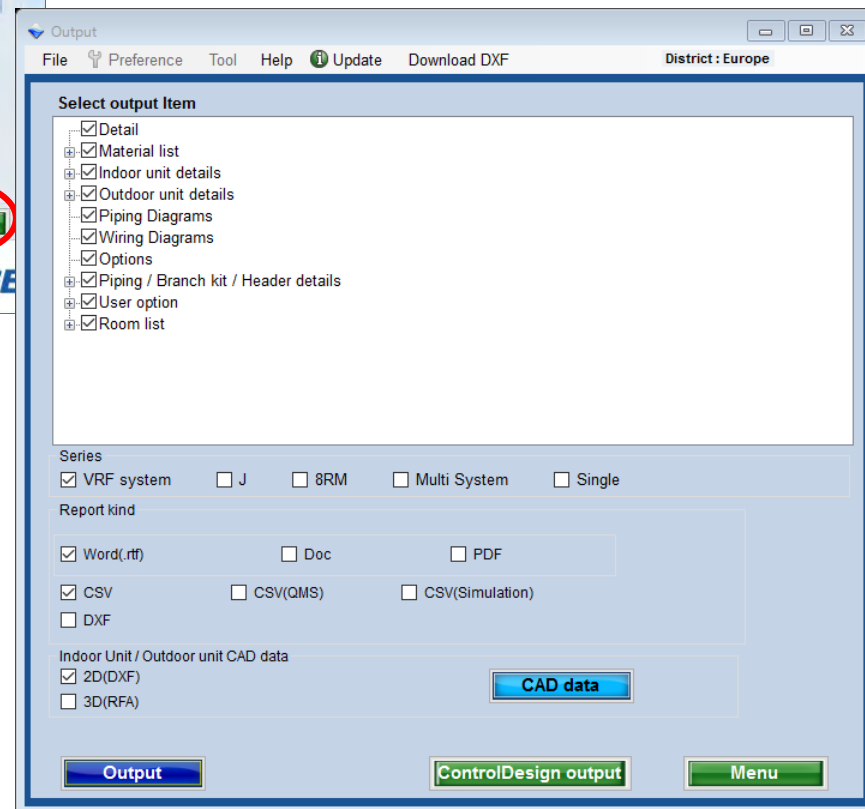 Output
File Preference Tool Help Update Download DXF District : Europe
Select output Item
Detail
Material list
Indoor unit details
Outdoor unit details
Piping Diagrams
Wiring Diagrams
Options
Piping / Branch kit / Header details
User option
Room list
Series
VRF system J 8RM Multi System Single
Report kind
Word(.rtf) Doc PDF
CSV CSV(QMS) CSV(Simulation)
DXF
Indoor Unit / Outdoor unit CAD data
2D(DXF)
CAD data
3D(RFA)
Output ControlDesign output Menu